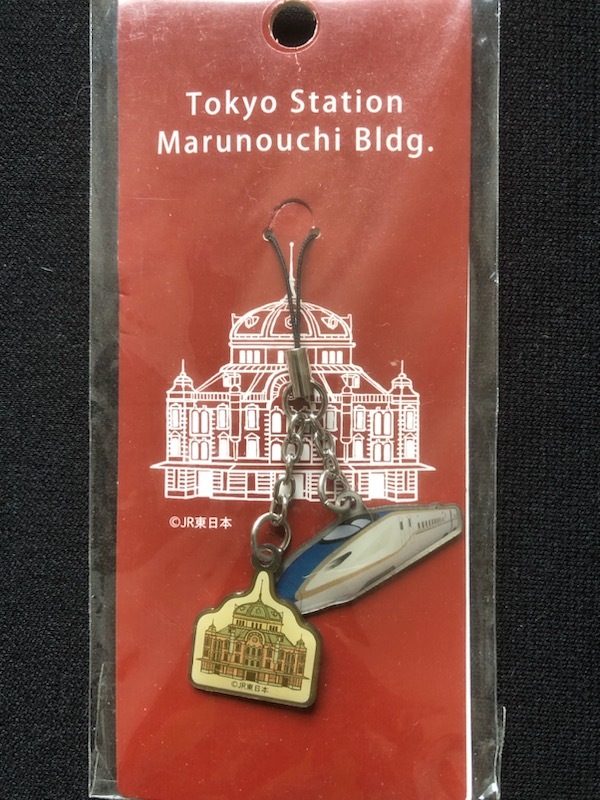 Tokyo Station
Marunouchi Bldg.
©JR東日本
©JR東日本